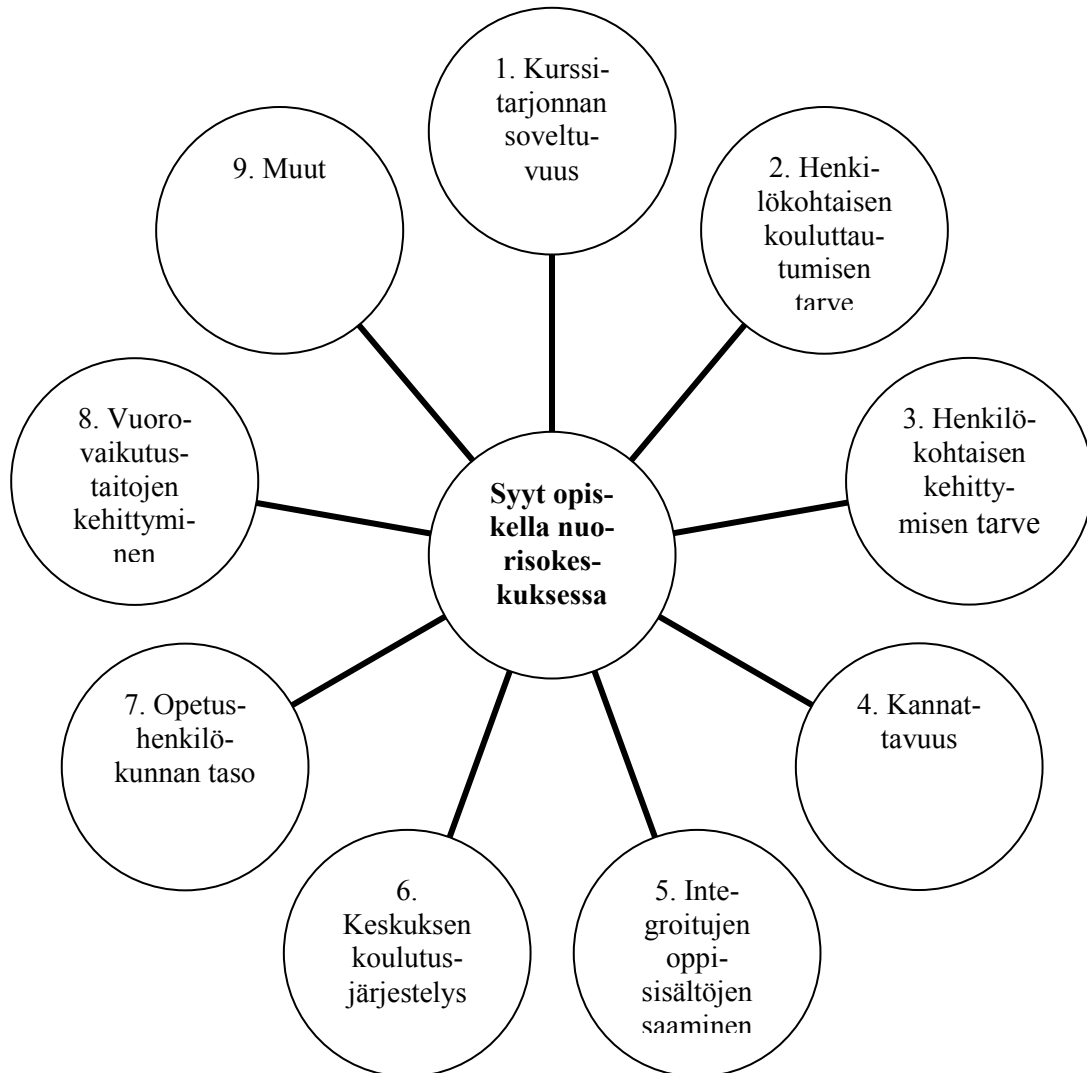 1. Kurssi-
tarjonnan
soveltu-
vuus
2. Henki-
lökohtaisen
kouluttau-
tumisen
tarve
3. Henkilö-
kohtaisen
kehitty-
misen tarve
4. Kannat-
tavuus
5. Inte-
groitujen
oppi-
sisältöjen
saaminen
6.
Keskuksen
koulutus-
järjestelys
7. Opetus-
henkilö-
kunnan taso
8. Vuoro-
vaikutus-
taitojen
kehittymi-
nen
9. Muut
Syyt opis-
kella nuo-
risokes-
kuksessa